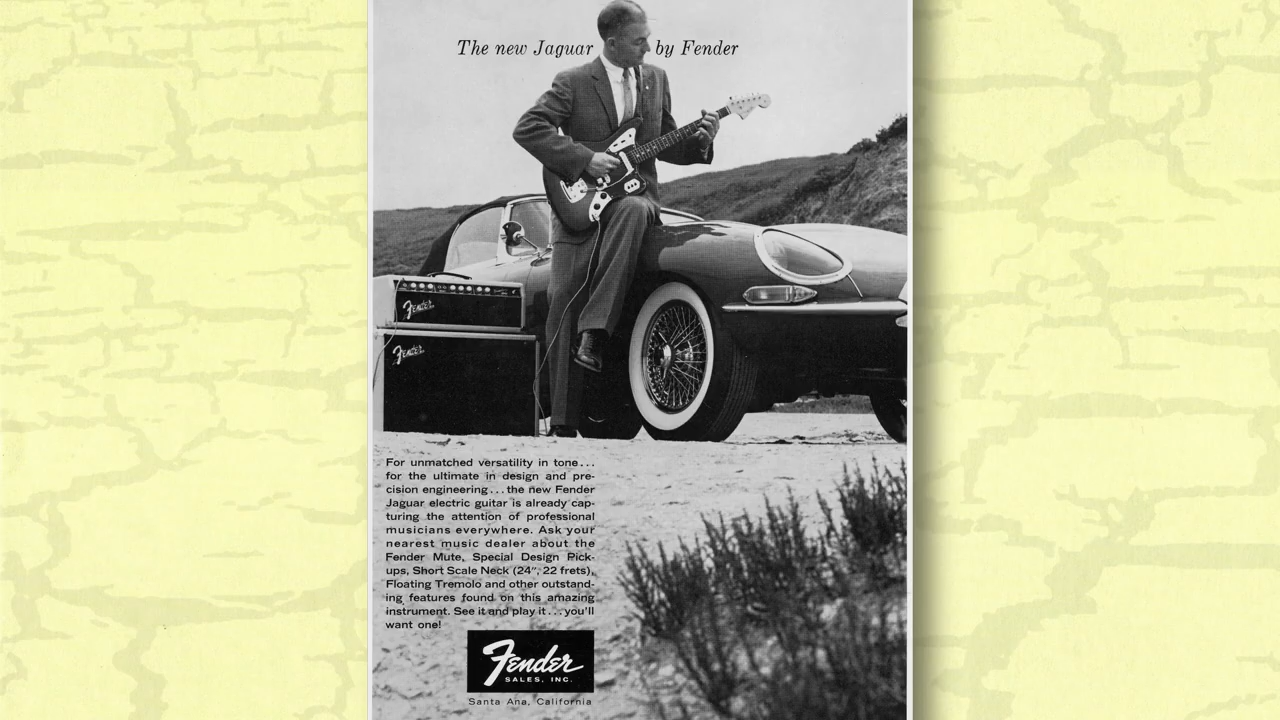 The new Jaguar by Fender
Fender
Fender
For unmatched versatility in tone...
for the ultimate in design and pre-
cision engineering...the new Fender
Jaguar electric guitar is already cap-
turing the attention of professional
musicians everywhere. Ask your
nearest music dealer about the
Fender Mute, Special Design Pick-
ups, Short Scale Neck (24″, 22 frets),
Floating Tremolo and other outstand-
ing features found on this amazing
instrument. See it and play it...you'll
want one!
Fender
SALES, INC.
Santa Ana, California